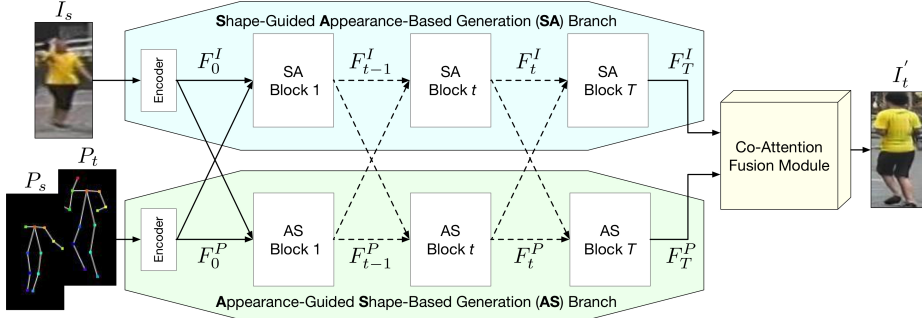 I_s
Shape-Guided Appearance-Based Generation (SA) Branch
Encoder
F_0^I
SA
Block 1
F_{t-1}^I
SA
Block t
F_t^I
SA
Block T
F_T^I
I_t^'
Co-Attention
Fusion Module
P_t
P_s
Encoder
F_0^P
AS
Block 1
F_{t-1}^P
AS
Block t
F_t^P
AS
Block T
F_T^P
Appearance-Guided Shape-Based Generation (AS) Branch